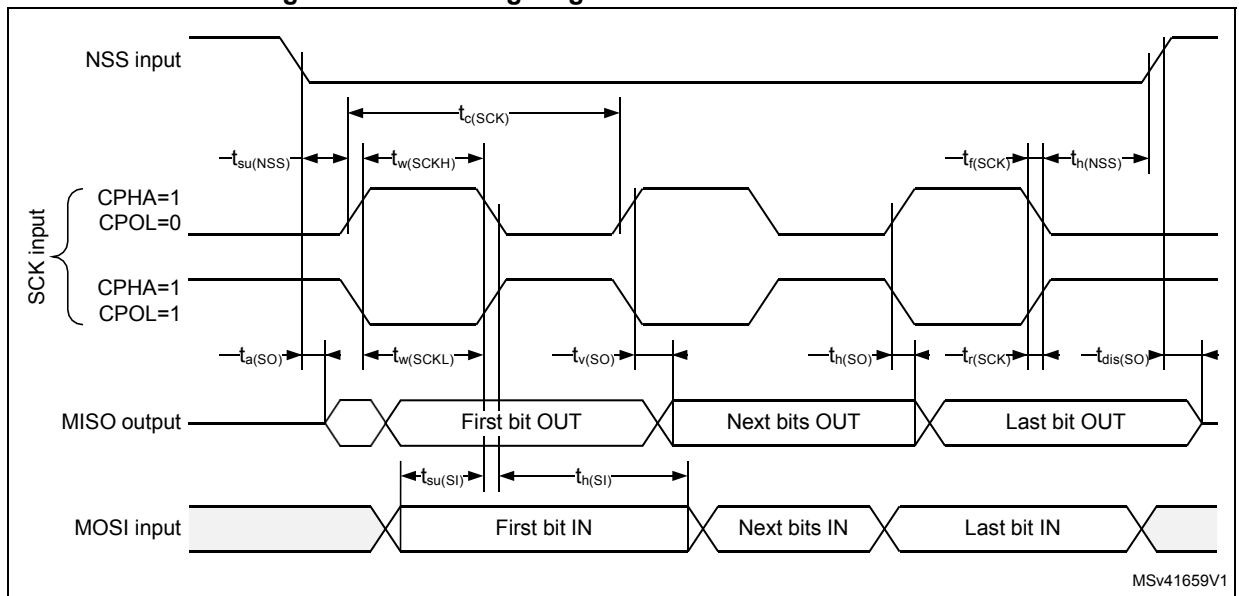 NSS input
tc(SCK)
tsu(NSS) tw(SCKH) tf(SCK) th(NSS)
SCK input
CPHA=1
CPOL=0
CPHA=1
CPOL=1
ta(SO) tw(SCKL) tv(SO) th(SO) tr(SCK) tdis(SO)
MISO output First bit OUT Next bits OUT Last bit OUT
tsu(SI) th(SI)
MOSI input First bit IN Next bits IN Last bit IN
MSv41659V1